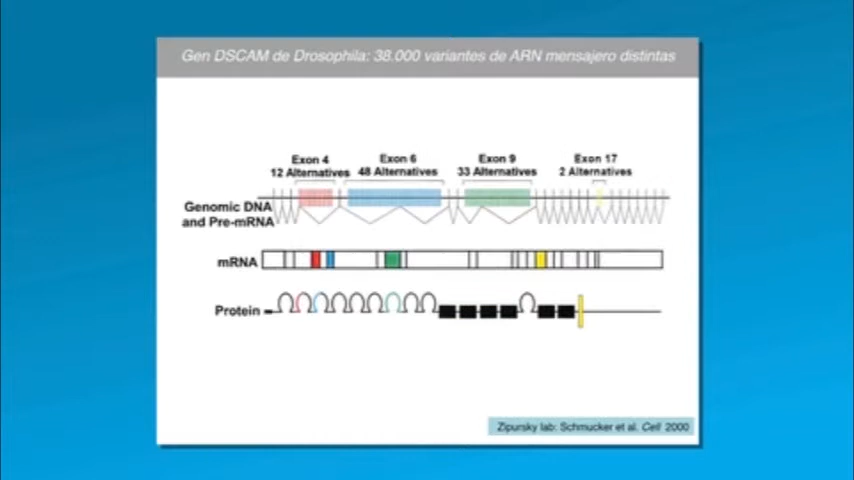 Gen DSCAM de Drosophila: 38.000 variantes de ARN mensajero distintas
Exon 4 Exon 6 Exon 9 Exon 17
12 Alternatives 48 Alternatives 33 Alternatives 2 Alternatives
Genomic DNA
and Pre-mRNA
mRNA
Protein
Zipursky lab: Schmucker et al. Cell 2000